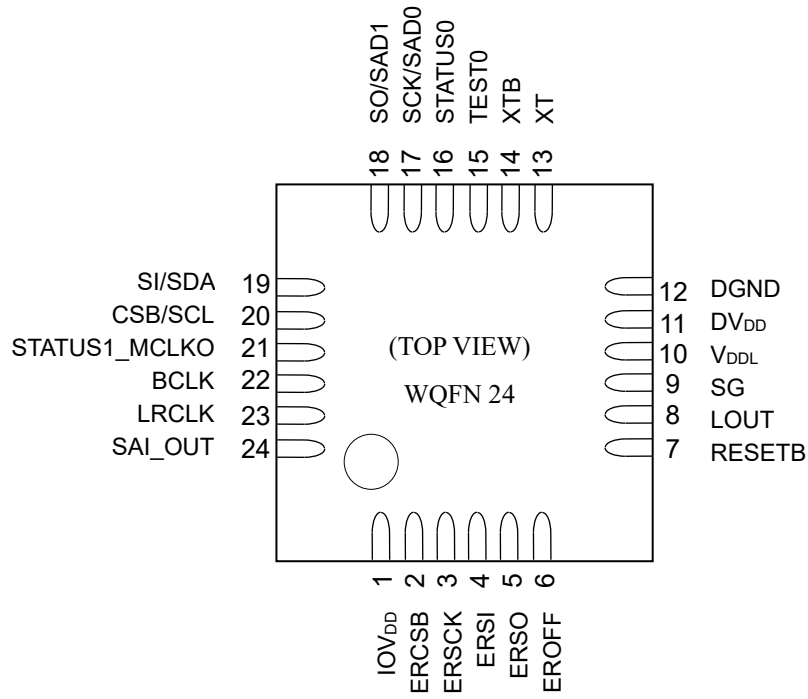 SO/SAD1
SCK/SAD0
STATUS0
TEST0
XTB
XT
18
17
16
15
14
13
SI/SDA 19
CSB/SCL 20
STATUS1_MCLKO 21
BCLK 22
LRCLK 23
SAI_OUT 24
(TOP VIEW)
WQFN 24
12 DGND
11 DVDD
10 VDDL
9 SG
8 LOUT
7 RESETB
1
2
3
4
5
6
IOVDD
ERCSB
ERSCK
ERSI
ERSO
EROFF